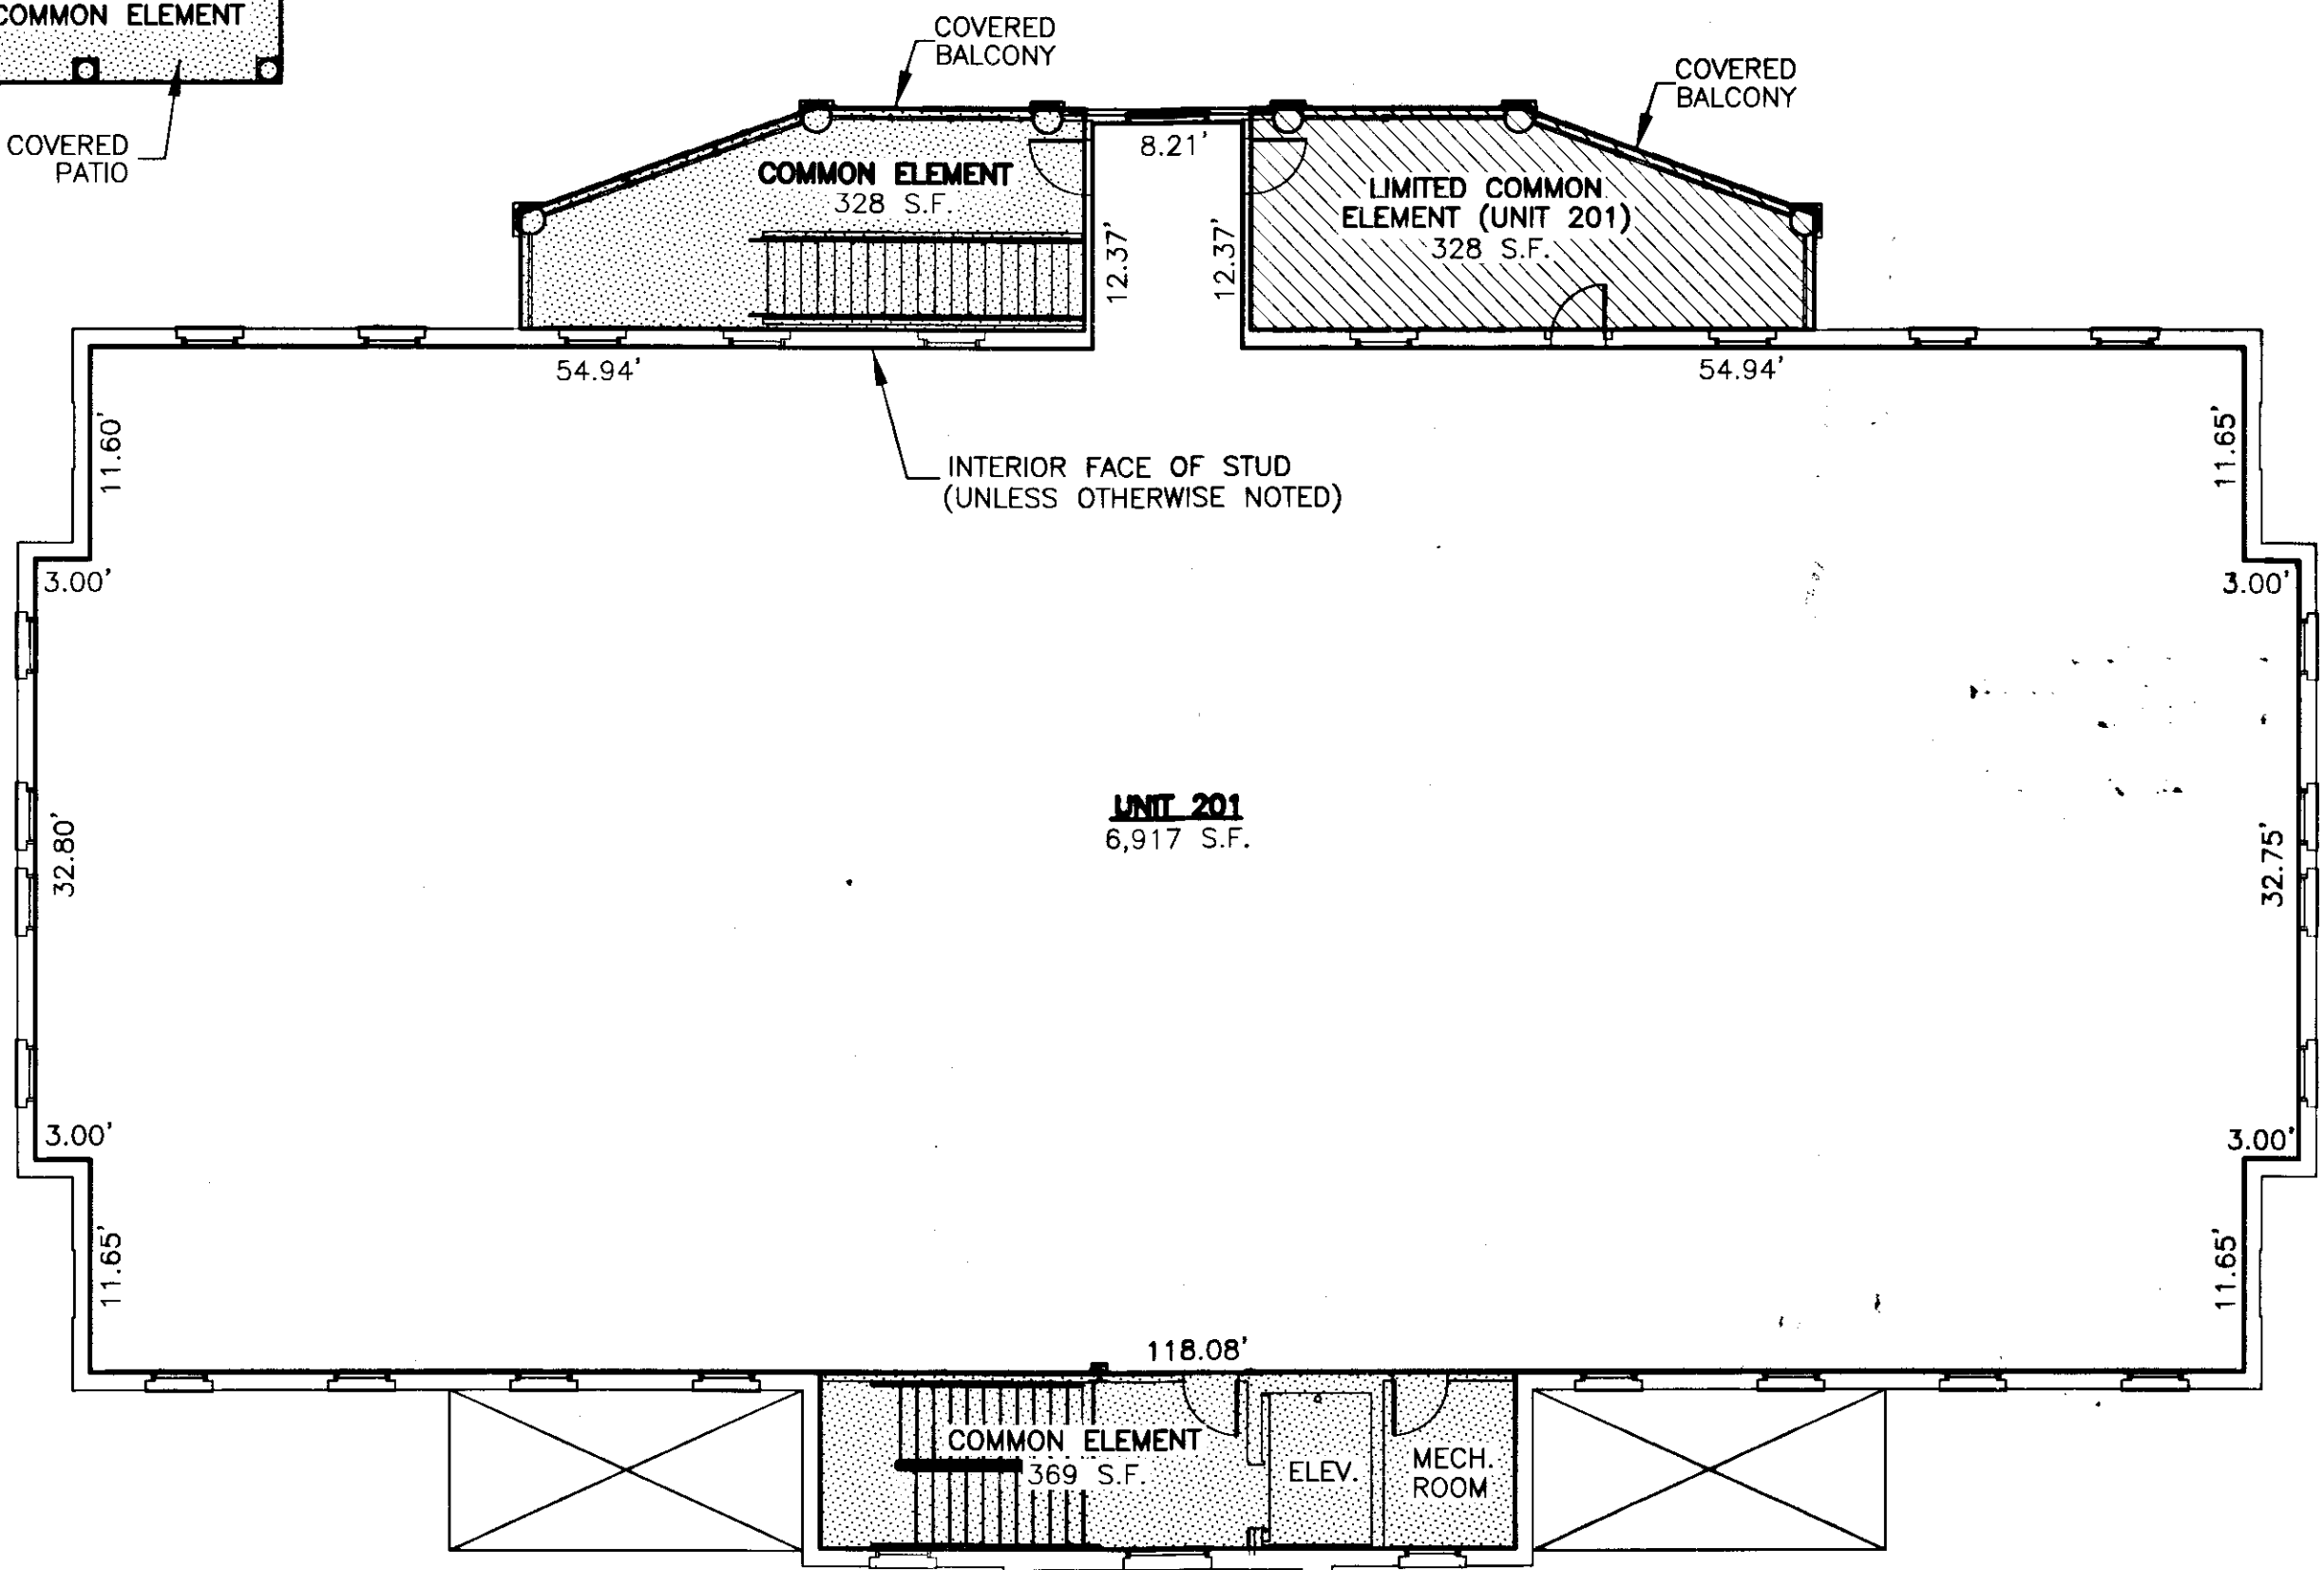 COMMON ELEMENT
COVERED
PATIO
COVERED
BALCONY
COVERED
BALCONY
COMMON ELEMENT
328 S.F.
8.21'
12.37'
12.37'
LIMITED COMMON
ELEMENT (UNIT 201)
328 S.F.
54.94'
54.94'
11.60'
11.65'
INTERIOR FACE OF STUD
(UNLESS OTHERWISE NOTED)
3.00'
3.00'
UNIT 201
6,917 S.F.
32.80'
32.75'
3.00'
3.00'
11.65'
11.65'
118.08'
COMMON ELEMENT
369 S.F.
ELEV.
MECH.
ROOM